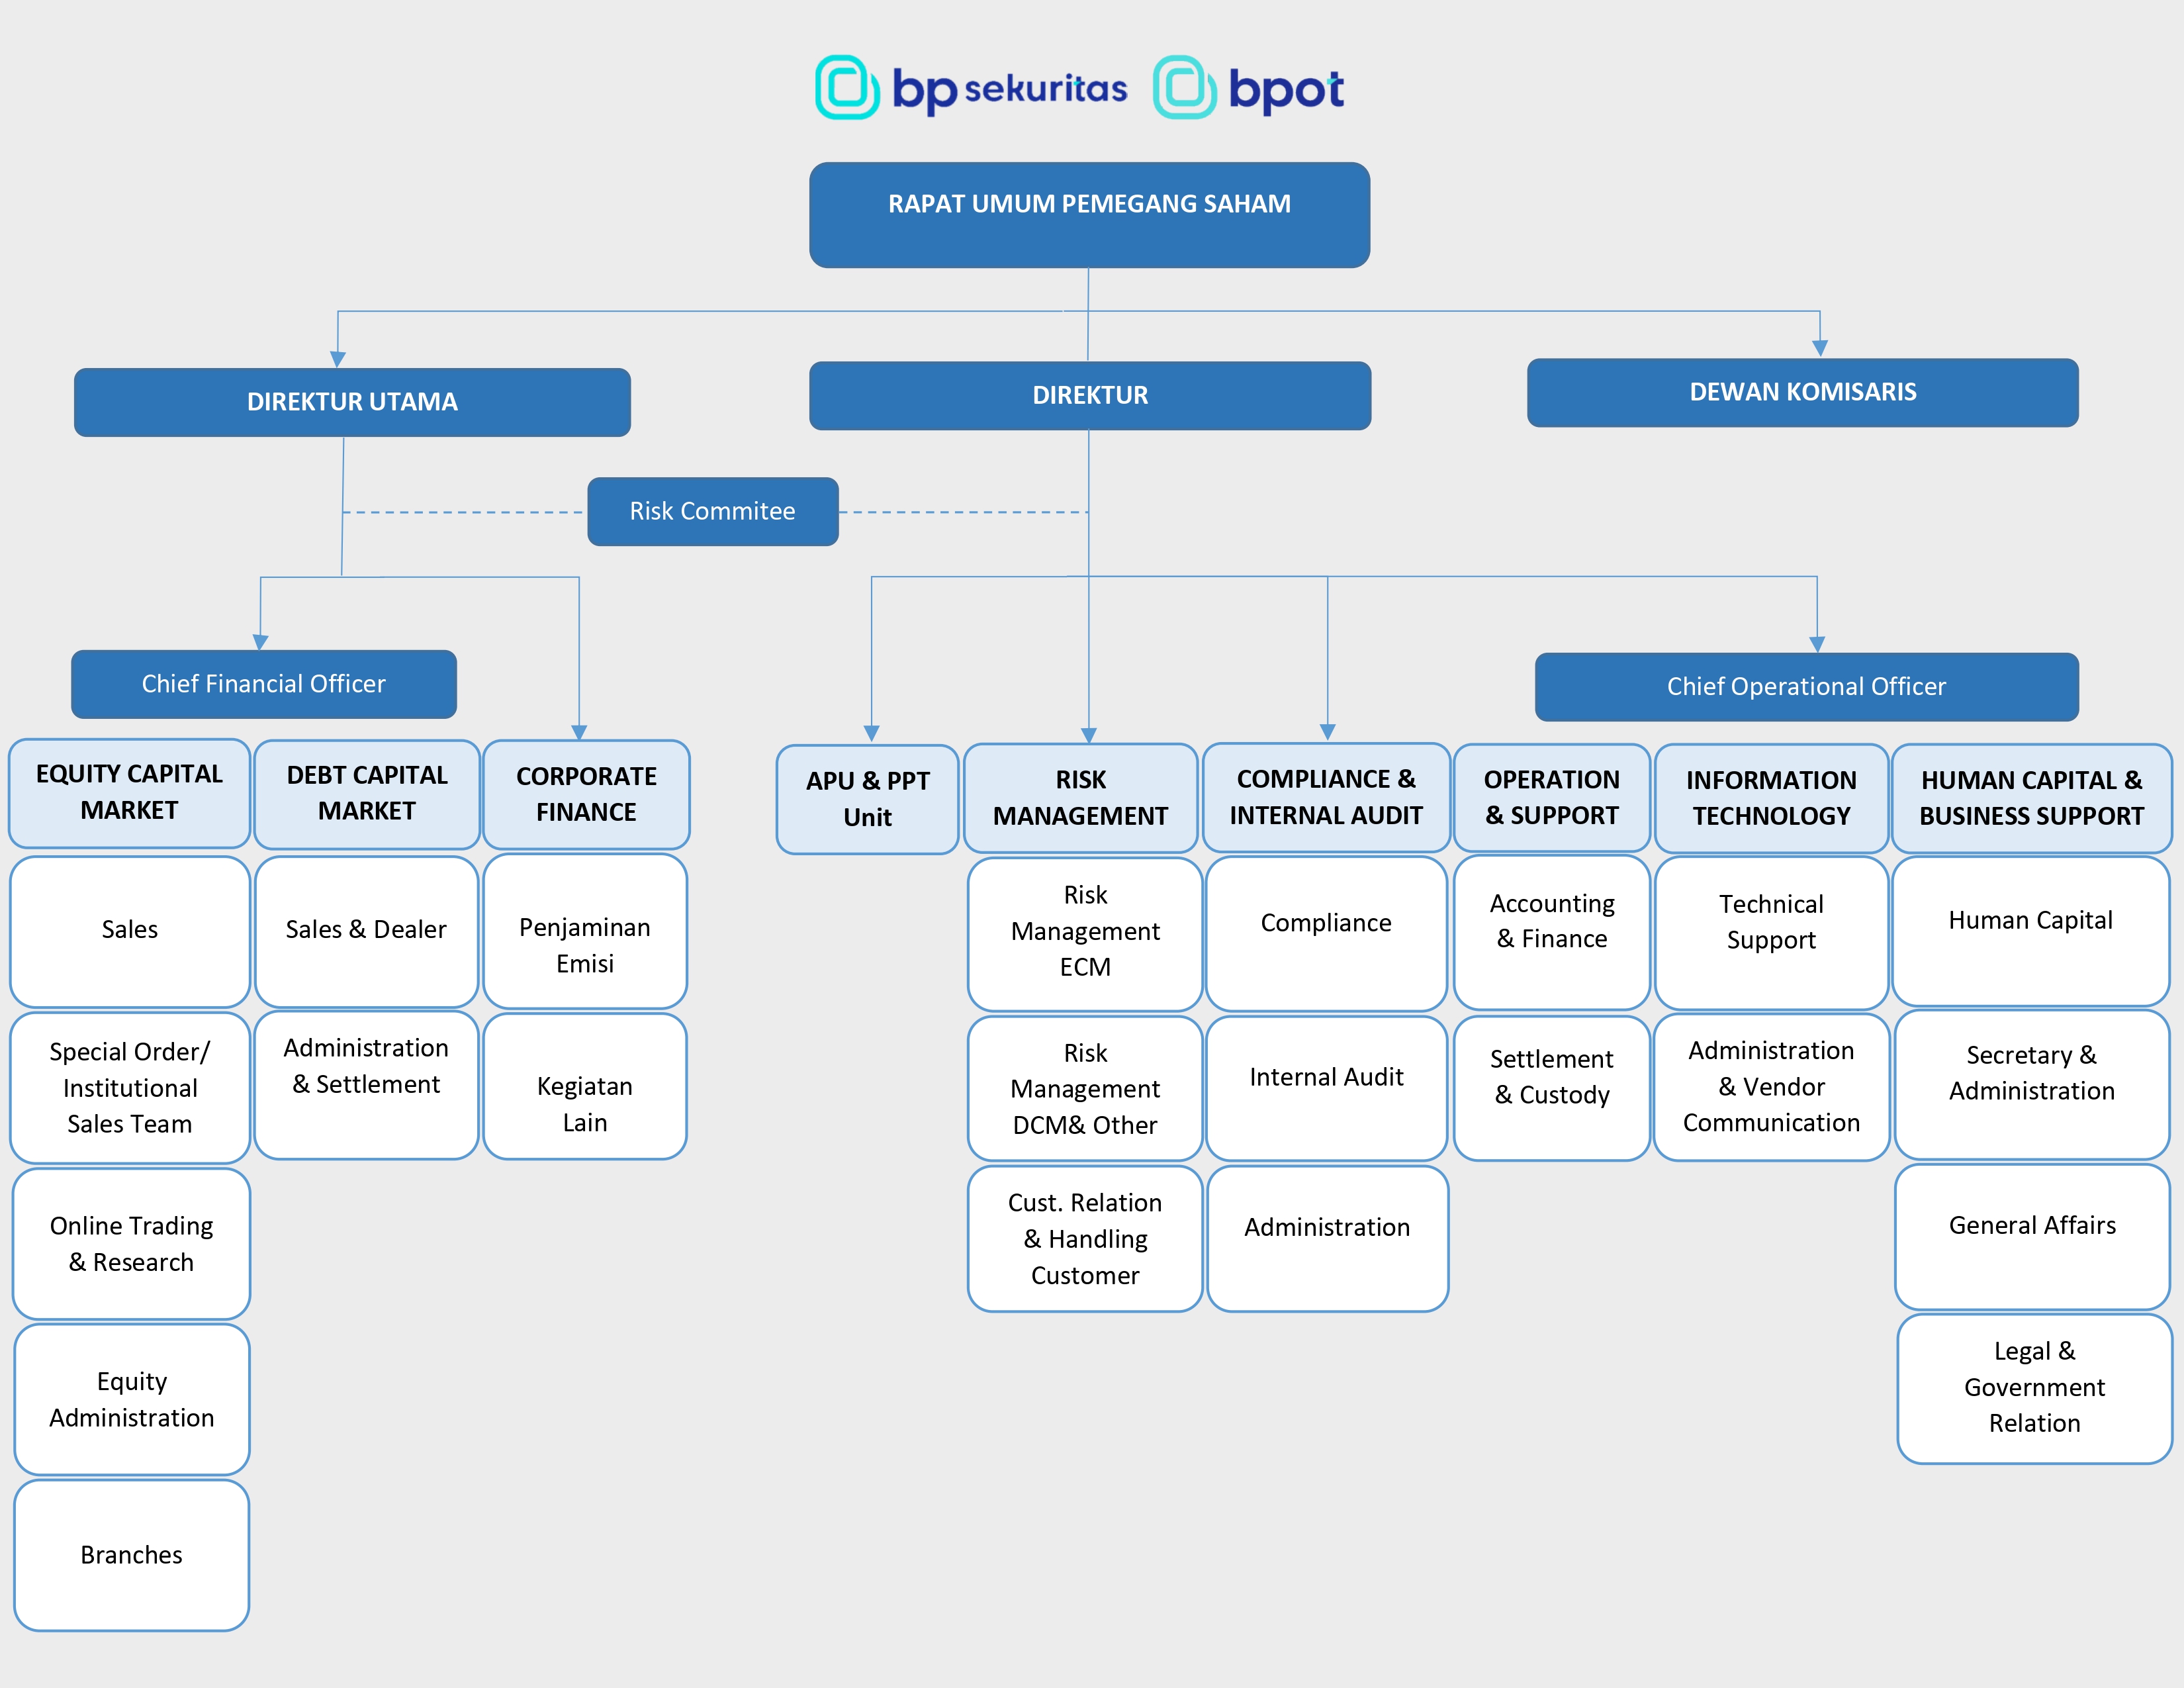 bp sekuritas bpot
RAPAT UMUM PEMEGANG SAHAM
DIREKTUR UTAMA
DIREKTUR
DEWAN KOMISARIS
Risk Commitee
Chief Financial Officer
Chief Operational Officer
EQUITY CAPITAL
MARKET
Sales
Special Order/
Institutional
Sales Team
Online Trading
& Research
Equity
Administration
Branches
DEBT CAPITAL
MARKET
Sales & Dealer
Administration
& Settlement
CORPORATE
FINANCE
Penjaminan
Emisi
Kegiatan
Lain
APU & PPT
Unit
RISK
MANAGEMENT
Risk
Management
ECM
Risk
Management
DCM& Other
Cust. Relation
& Handling
Customer
COMPLIANCE &
INTERNAL AUDIT
Compliance
Internal Audit
Administration
OPERATION
& SUPPORT
Accounting
& Finance
Settlement
& Custody
INFORMATION
TECHNOLOGY
Technical
Support
Administration
& Vendor
Communication
HUMAN CAPITAL &
BUSINESS SUPPORT
Human Capital
Secretary &
Administration
General Affairs
Legal &
Government
Relation